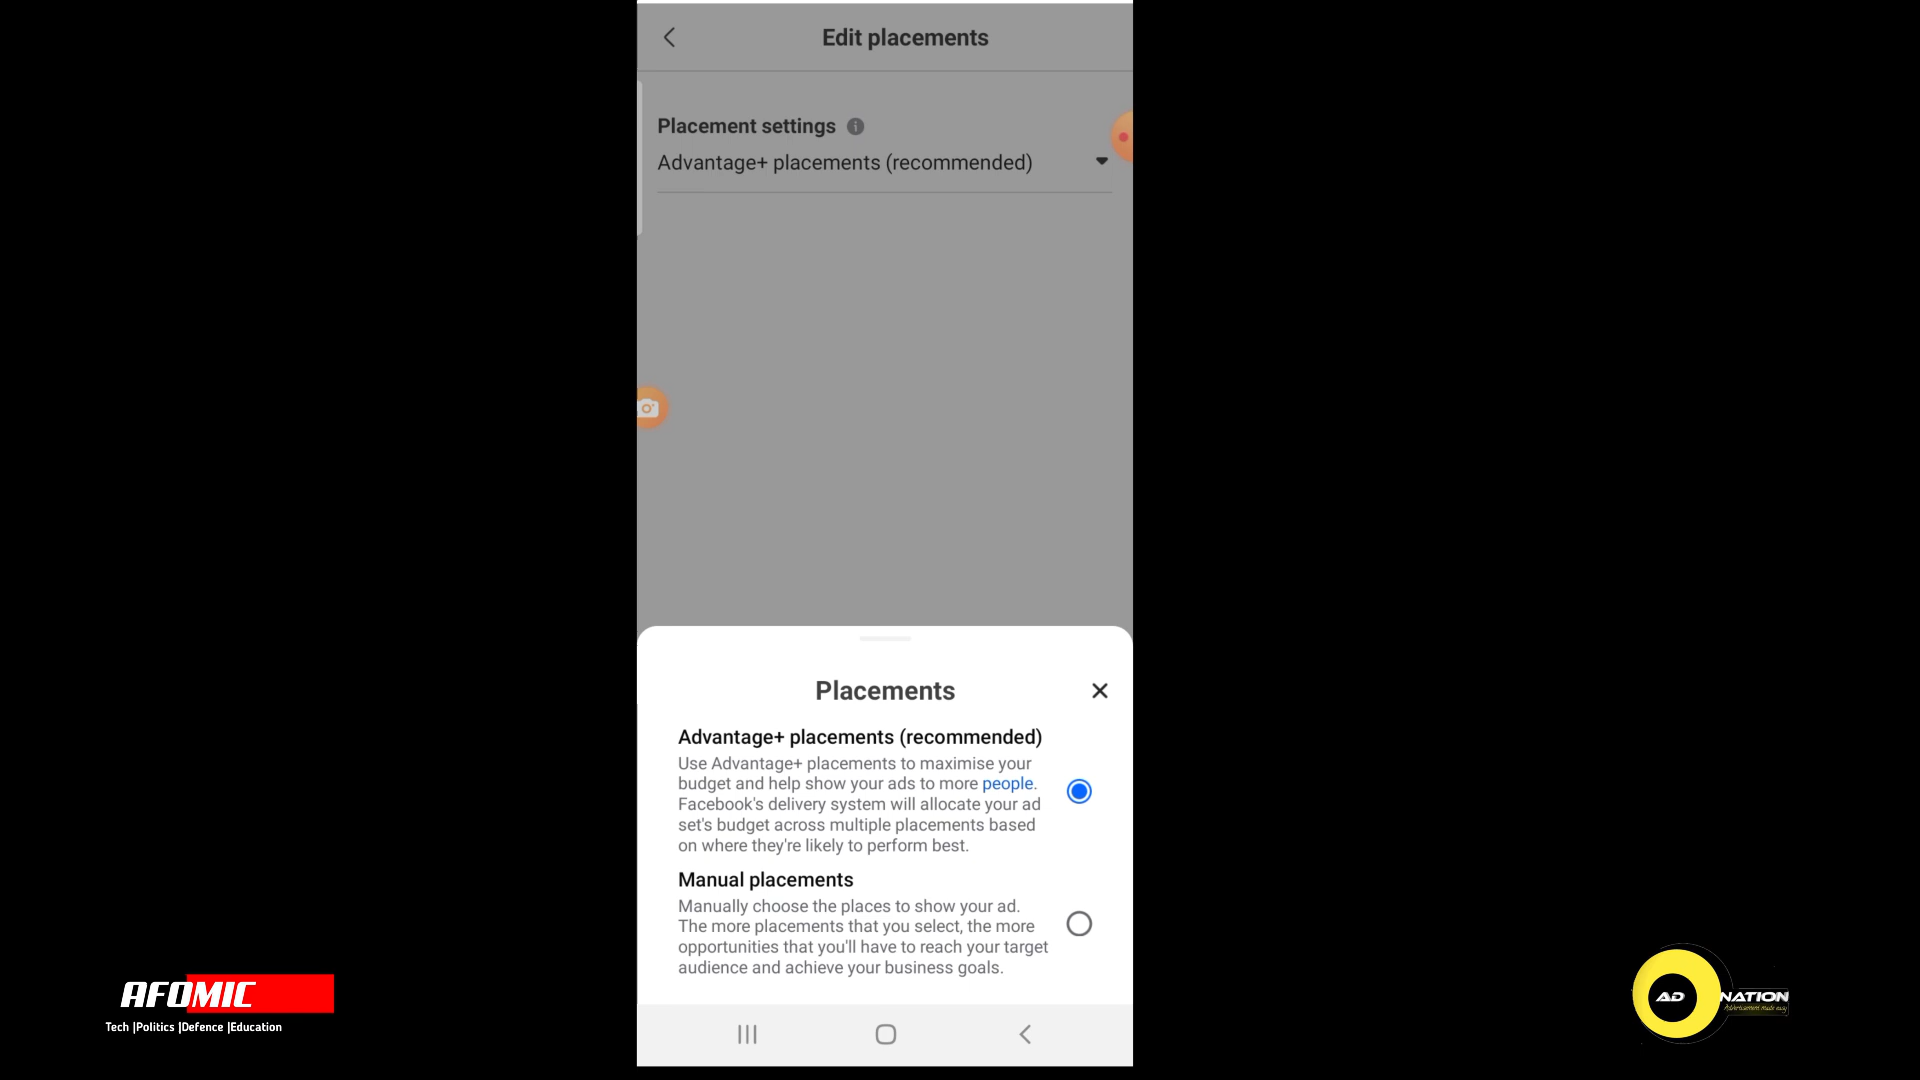 Edit placements
Placement settings
Advantage+ placements (recommended)
Placements
Advantage+ placements (recommended)
Use Advantage+ placements to maximise your
budget and help show your ads to more people.
Facebook's delivery system will allocate your ad
set's budget across multiple placements based
on where they're likely to perform best.
Manual placements
Manually choose the places to show your ad.
The more placements that you select, the more
opportunities that you'll have to reach your target
audience and achieve your business goals.
AFOMIC
Tech |Politics |Defence |Education
AD NATION
Advertisement made easy